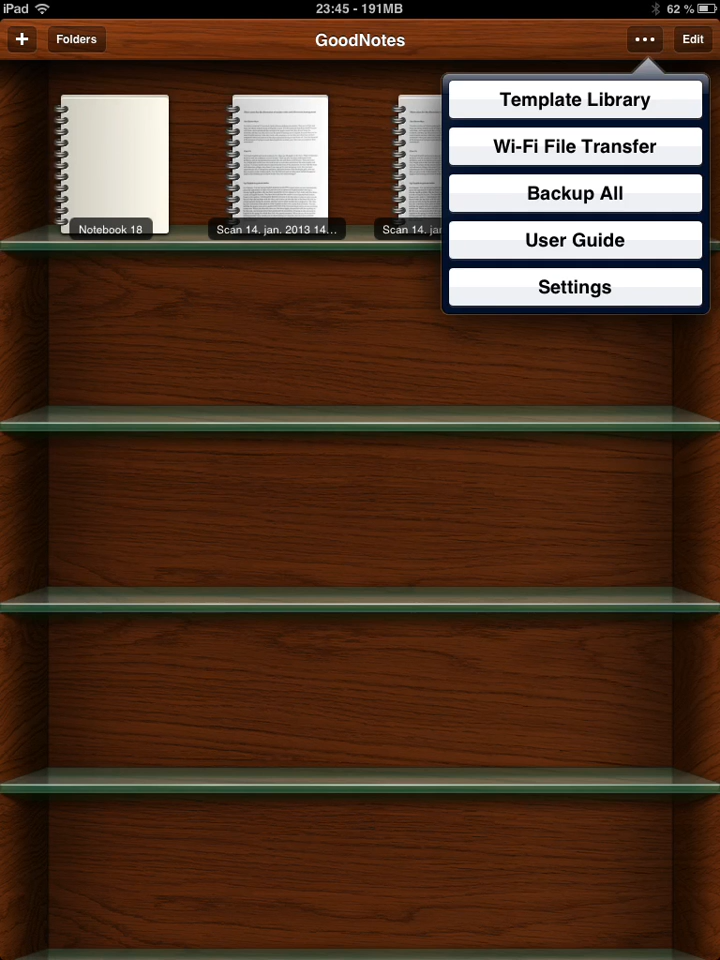 iPad 23:45 - 191MB 62 %
+ Folders GoodNotes ••• Edit
Template Library
Wi-Fi File Transfer
Backup All
User Guide
Settings
Notebook 18 Scan 14. jan. 2013 14... Scan 14. jan